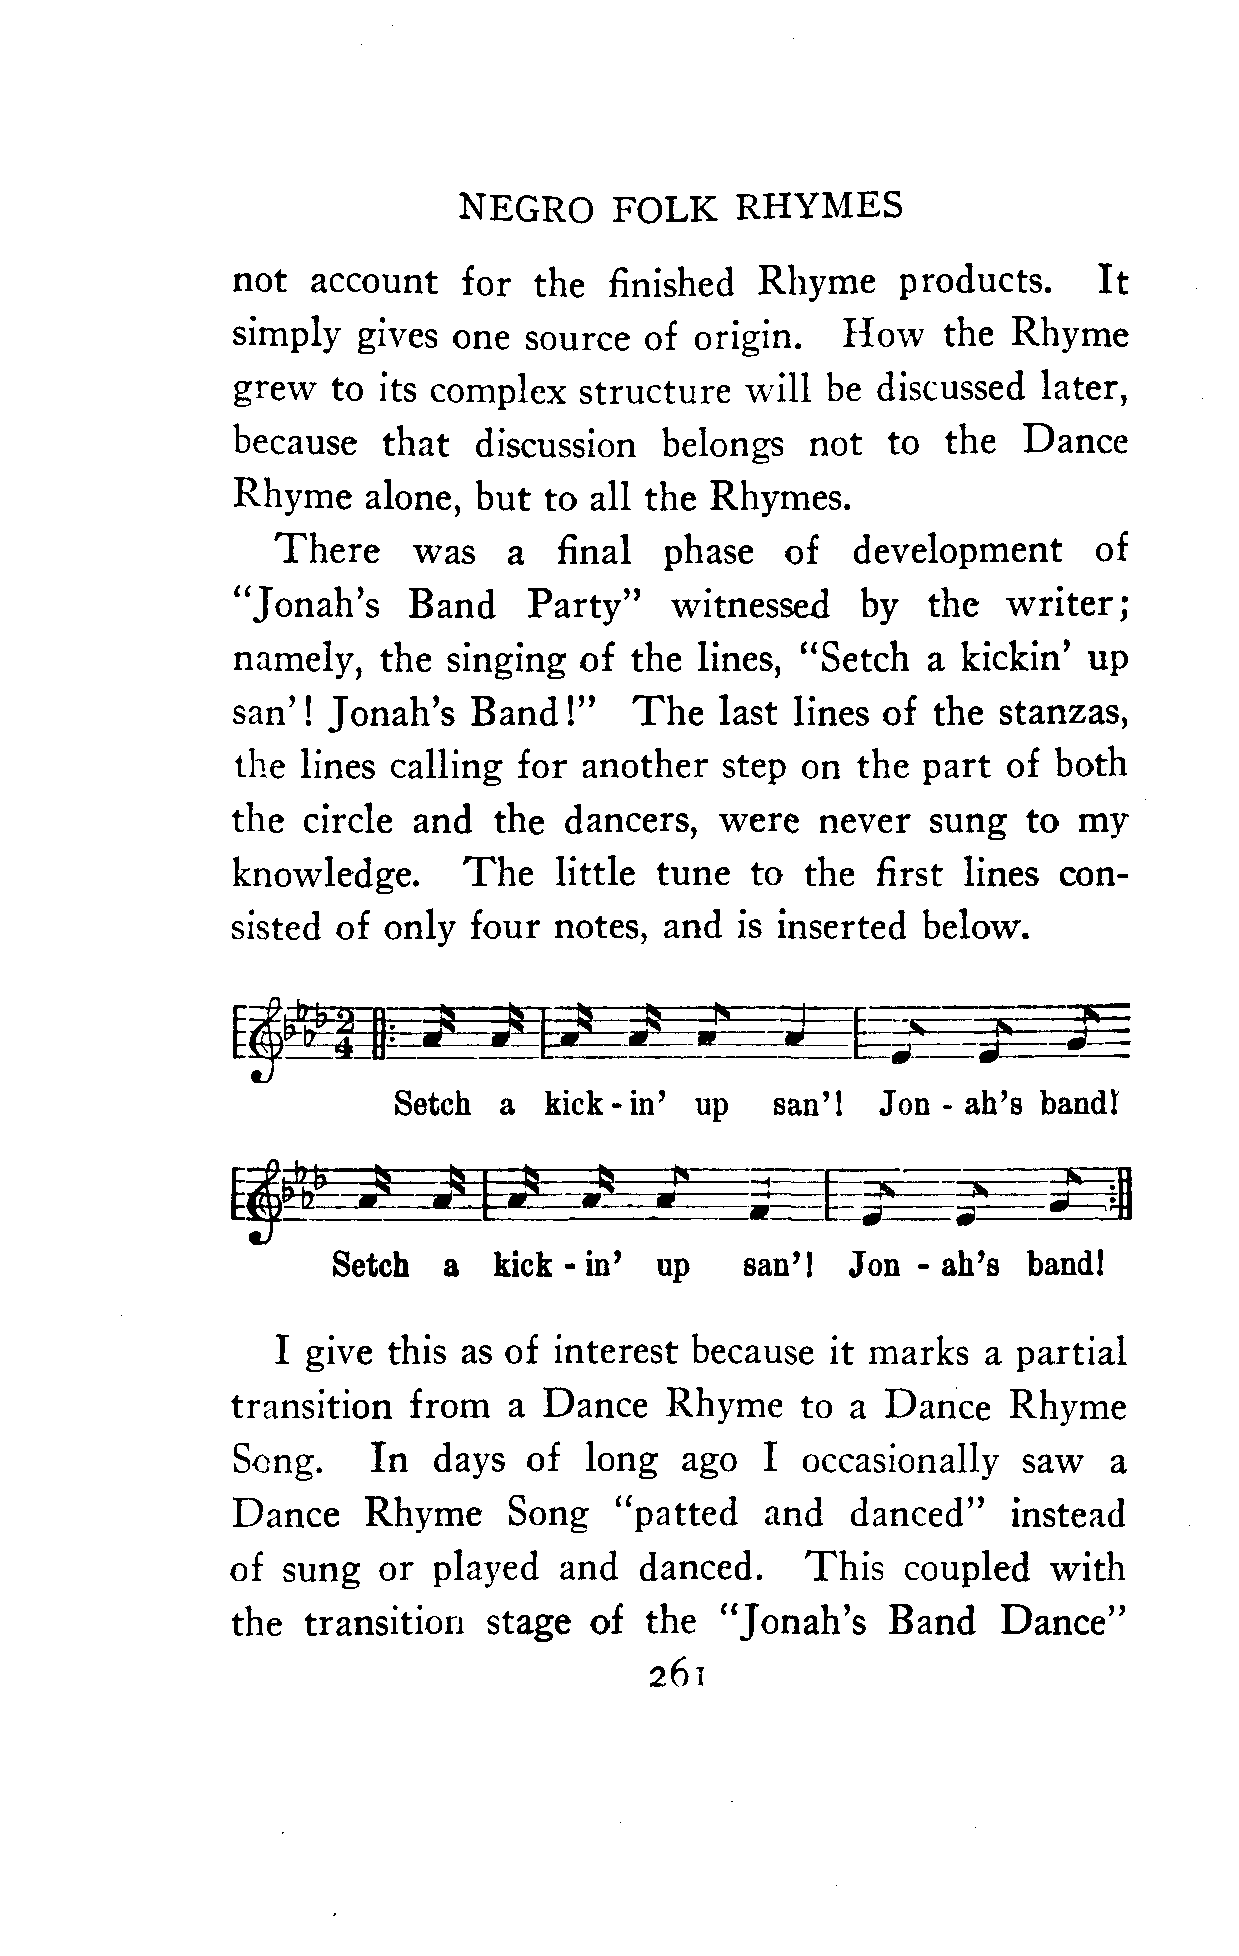 NEGRO FOLK RHYMES
not account for the finished Rhyme products. It
simply gives one source of origin. How the Rhyme
grew to its complex structure will be discussed later,
because that discussion belongs not to the Dance
Rhyme alone, but to all the Rhymes.
There was a final phase of development of
"Jonah's Band Party" witnessed by the writer;
namely, the singing of the lines, "Setch a kickin' up
san'! Jonah's Band!" The last lines of the stanzas,
the lines calling for another step on the part of both
the circle and the dancers, were never sung to my
knowledge. The little tune to the first lines con-
sisted of only four notes, and is inserted below.
2
4
Setch a kick - in' up san'! Jon - ah's band!
Setch a kick - in' up san'! Jon - ah's band!
I give this as of interest because it marks a partial
transition from a Dance Rhyme to a Dance Rhyme
Song. In days of long ago I occasionally saw a
Dance Rhyme Song "patted and danced" instead
of sung or played and danced. This coupled with
the transition stage of the "Jonah's Band Dance"
261